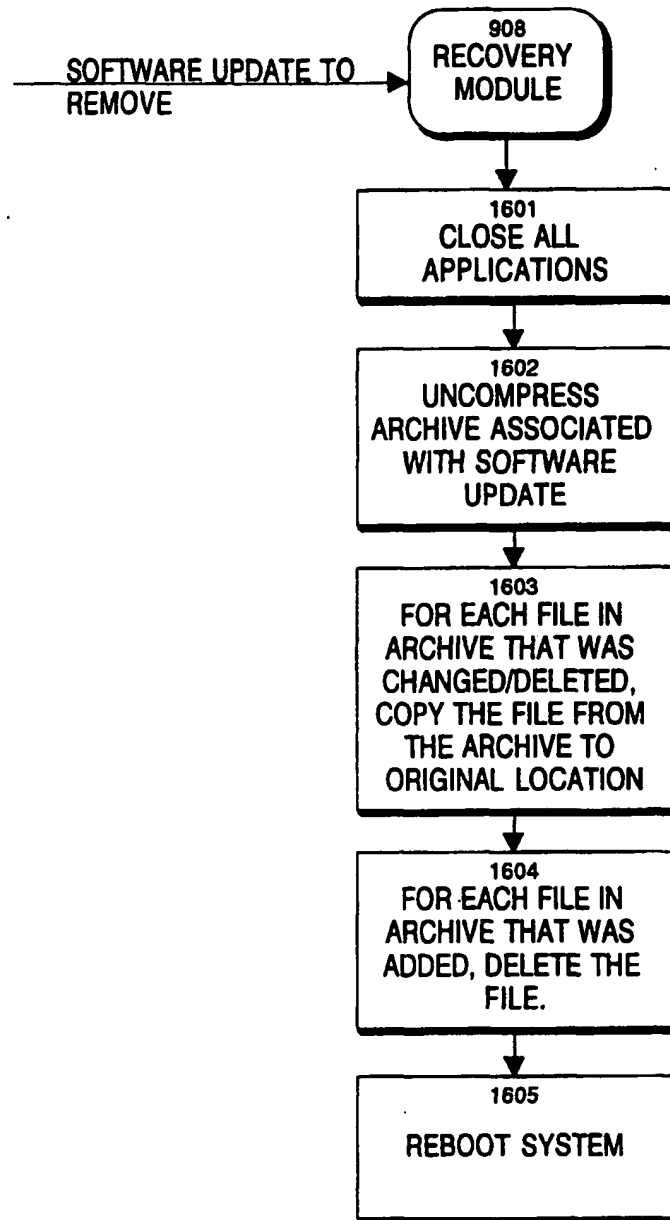 SOFTWARE UPDATE TO
REMOVE
908
RECOVERY
MODULE
1601
CLOSE ALL
APPLICATIONS
1602
UNCOMPRESS
ARCHIVE ASSOCIATED
WITH SOFTWARE
UPDATE
1603
FOR EACH FILE IN
ARCHIVE THAT WAS
CHANGED/DELETED,
COPY THE FILE FROM
THE ARCHIVE TO
ORIGINAL LOCATION
1604
FOR EACH FILE IN
ARCHIVE THAT WAS
ADDED, DELETE THE
FILE.
1605
REBOOT SYSTEM